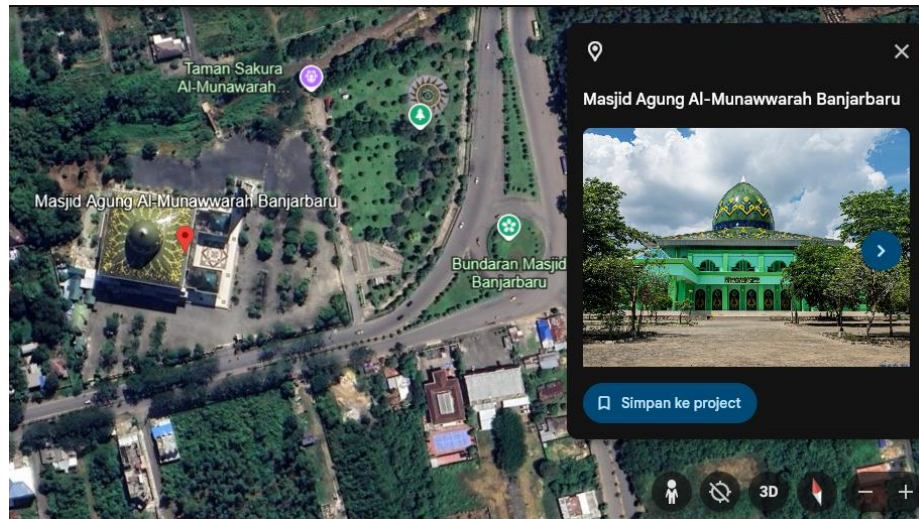 Taman Sakura
Al-Munawarah...
Masjid Agung Al-Munawwarah Banjarbaru
Bundaran Masjid
Banjarbaru
Masjid Agung Al-Munawwarah Banjarbaru
Simpan ke project
3D